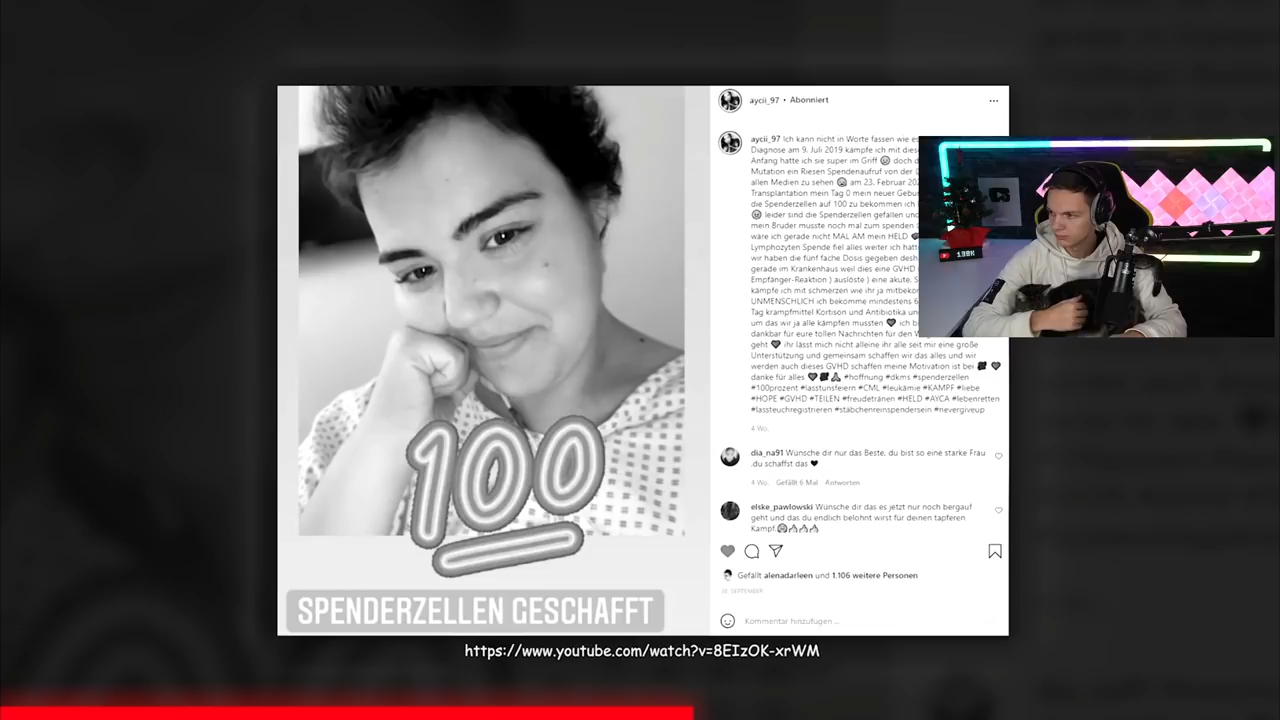 aycii_97 • Abonniert
aycii_97 Ich kann nicht in Worte fassen wie es
Diagnose am 9. Juli 2019 kämpfe ich mit dies
Anfang hatte ich sie super im Griff 😖 doch d
Mutation ein Riesen Spendenaufruf von der
allen Medien zu sehen 😖 am 23. Februar 202
Transplantation mein Tag 0 mein neuer Gebur
die Spenderzellen auf 100 zu bekommen ich
😖 leider sind die Spenderzellen gefallen und
mein Bruder musste noch mal zum spenden
wäre ich gerade nicht MAL AM mein HELD
Lymphozyten Spende fiel alles weiter ich hatt
wir haben die fünf fache Dosis gegeben desh
gerade im Krankenhaus weil dies eine GVHD
Empfänger-Reaktion ) auslöste ) eine akute. S
kämpfe ich mit schmerzen wie ihr ja mitbeko
UNMENSCHLICH ich bekomme mindestens 6
Tag krampfmittel Kortison und Antibiotika un
um das wir ja alle kämpfen mussten 🖤 ich bi
dankbar für eure tollen Nachrichten für den W
geht 🖤 ihr lässt mich nicht alleine ihr alle seit mir eine große
Unterstützung und gemeinsam schaffen wir das alles und wir
werden auch dieses GVHD schaffen meine Motivation ist bei
danke für alles #hoffnung #dkms #spenderzellen
#100prozent #lasstunsfeiern #CML #leukämie #KAMPF #liebe
#HOPE #GVHD #TEILEN #freudetränen #HELD #AYCA #lebenretten
#lassteuchregistrieren #stäbchenreinspendersein #nevergiveup
4 Wo.
dia_na91 Wünsche dir nur das Beste, du bist so eine starke Frau
,du schaffst das 🖤
4 Wo. Gefällt 6 Mal Antworten
elske_pawlowski Wünsche dir das es jetzt nur noch bergauf
geht und das du endlich belohnt wirst für deinen tapferen
Kampf.
Gefällt alenadarleen und 1.106 weitere Personen
SEPTEMBER
Kommentar hinzufügen ...
100
SPENDERZELLEN GESCHAFFT
138K
https://www.youtube.com/watch?v=8EIzOK-xrWM